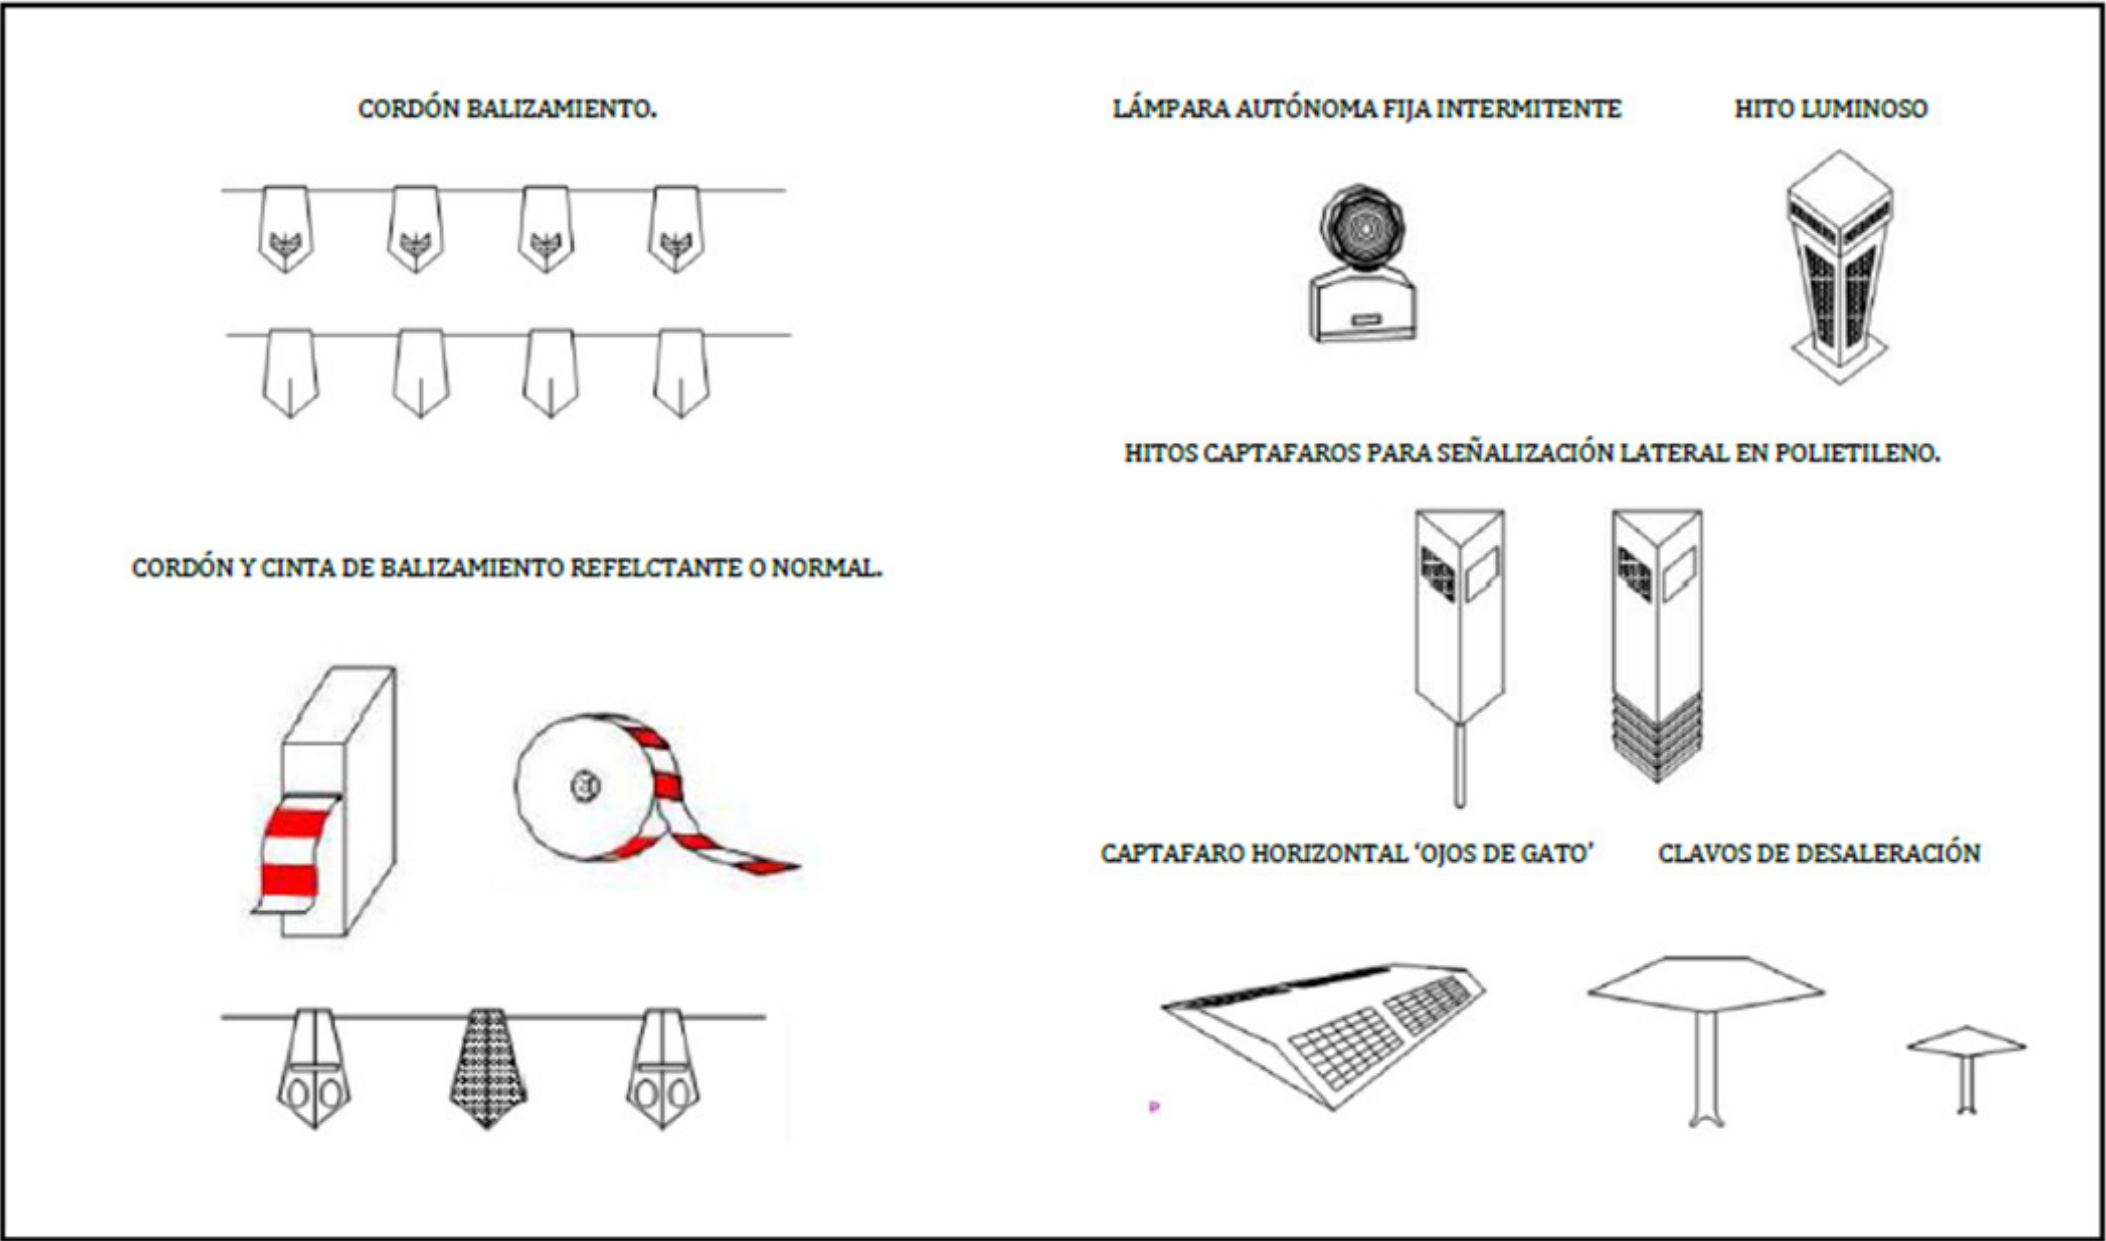 CORDÓN BALIZAMIENTO.
LÁMPARA AUTÓNOMA FIJA INTERMITENTE
HITO LUMINOSO
HITOS CAPTAFAROS PARA SEÑALIZACIÓN LATERAL EN POLIETILENO.
CORDÓN Y CINTA DE BALIZAMIENTO REFELCTANTE O NORMAL.
CAPTAFARO HORIZONTAL ‘OJOS DE GATO’
CLAVOS DE DESALERACIÓN
P